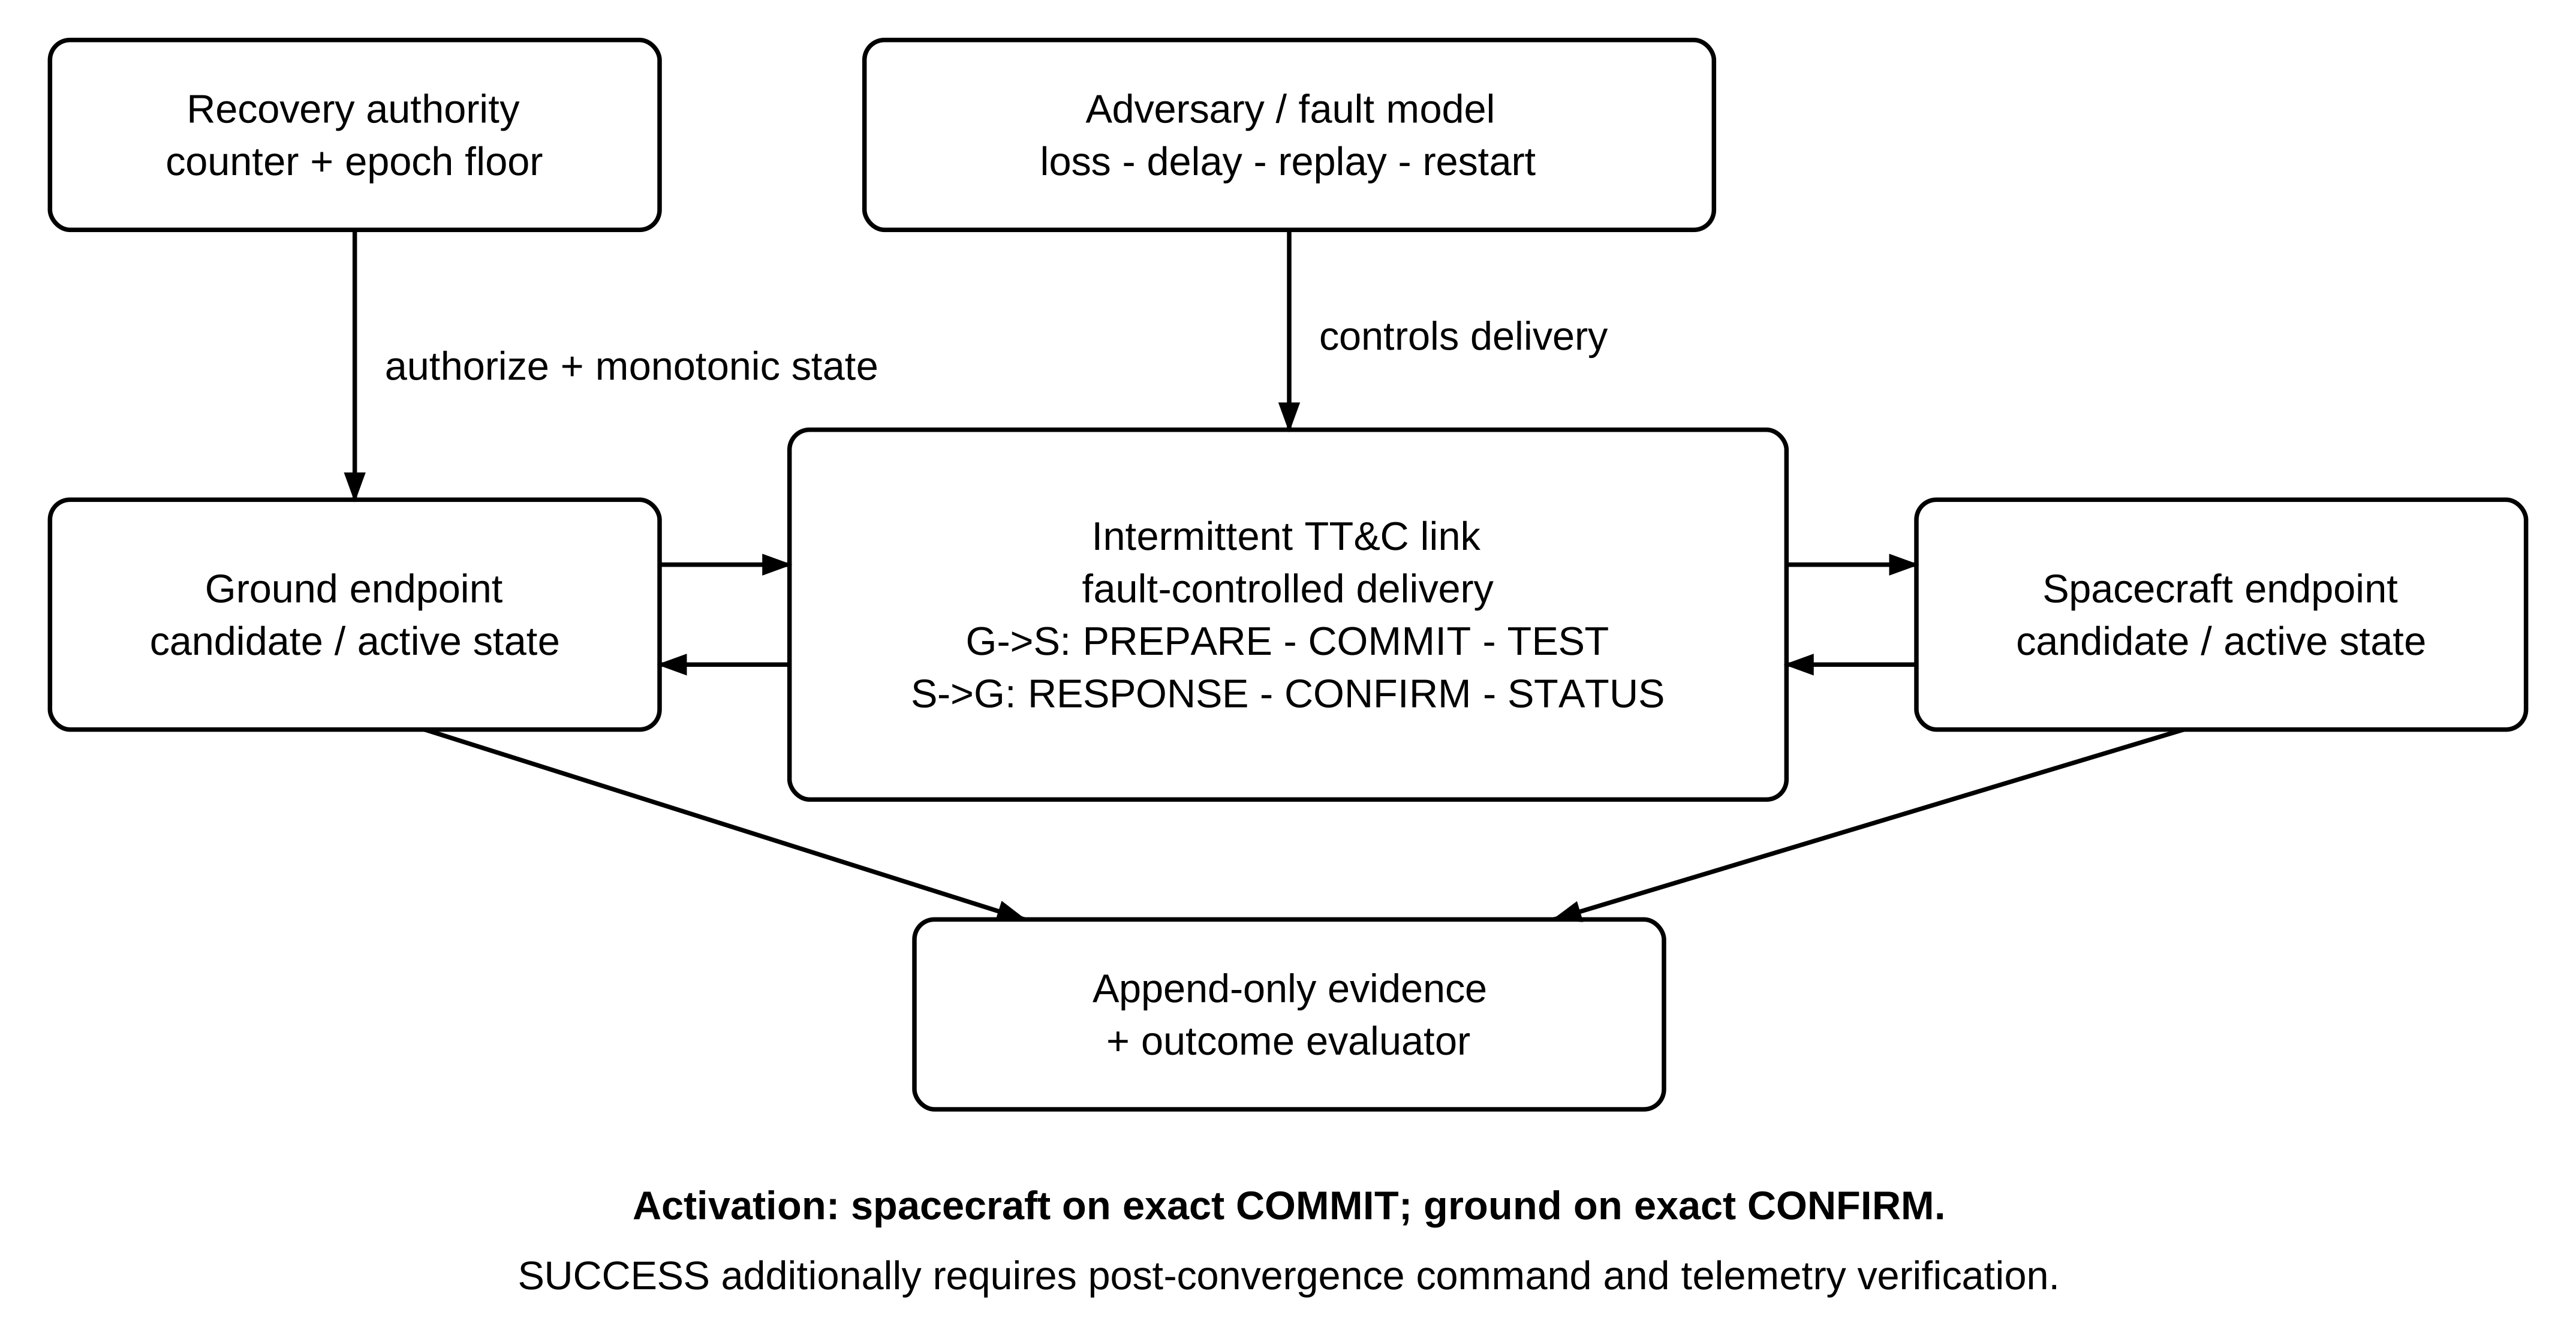 Recovery authority
counter + epoch floor
Adversary / fault model
loss - delay - replay - restart
authorize + monotonic state
controls delivery
Ground endpoint
candidate / active state
Intermittent TT&C link
fault-controlled delivery
G->S: PREPARE - COMMIT - TEST
S->G: RESPONSE - CONFIRM - STATUS
Spacecraft endpoint
candidate / active state
Append-only evidence
+ outcome evaluator
Activation: spacecraft on exact COMMIT; ground on exact CONFIRM.
SUCCESS additionally requires post-convergence command and telemetry verification.